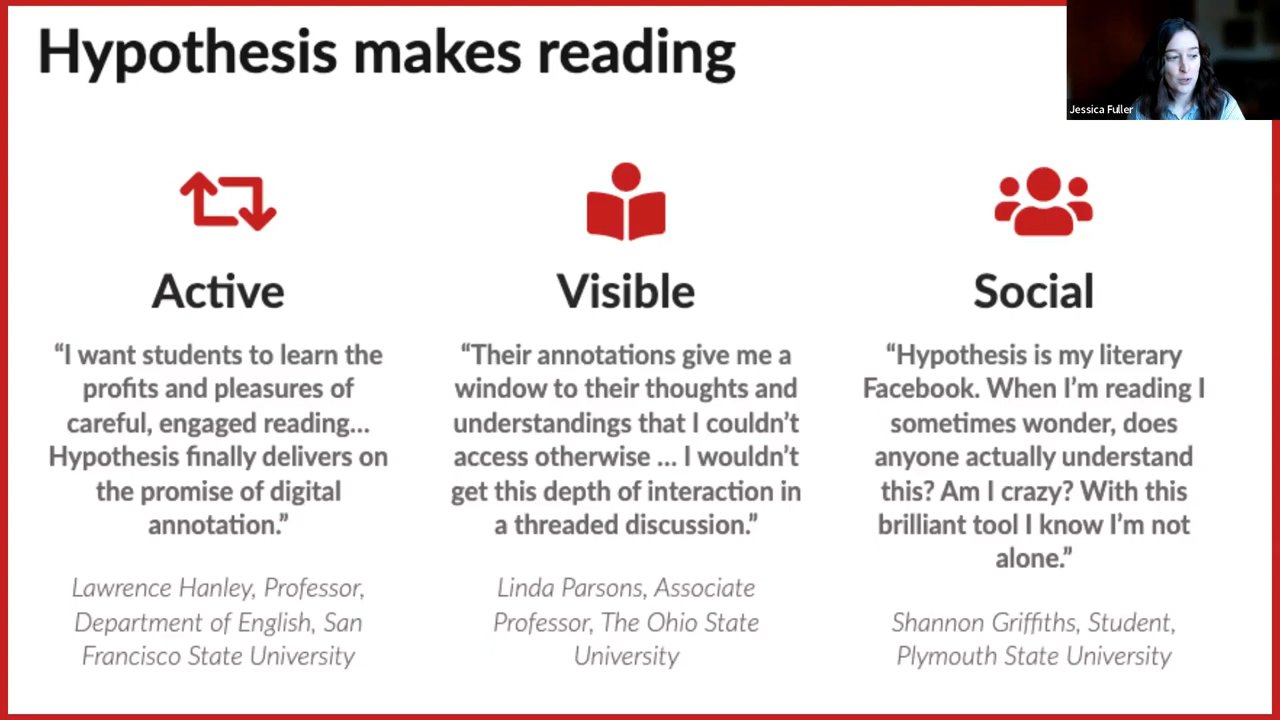 Hypothesis makes reading
Jessica Fuller
Active
“I want students to learn the
profits and pleasures of
careful, engaged reading...
Hypothesis finally delivers on
the promise of digital
annotation.”
Lawrence Hanley, Professor,
Department of English, San
Francisco State University
Visible
“Their annotations give me a
window to their thoughts and
understandings that I couldn’t
access otherwise ... I wouldn’t
get this depth of interaction in
a threaded discussion.”
Linda Parsons, Associate
Professor, The Ohio State
University
Social
“Hypothesis is my literary
Facebook. When I’m reading I
sometimes wonder, does
anyone actually understand
this? Am I crazy? With this
brilliant tool I know I’m not
alone.”
Shannon Griffiths, Student,
Plymouth State University